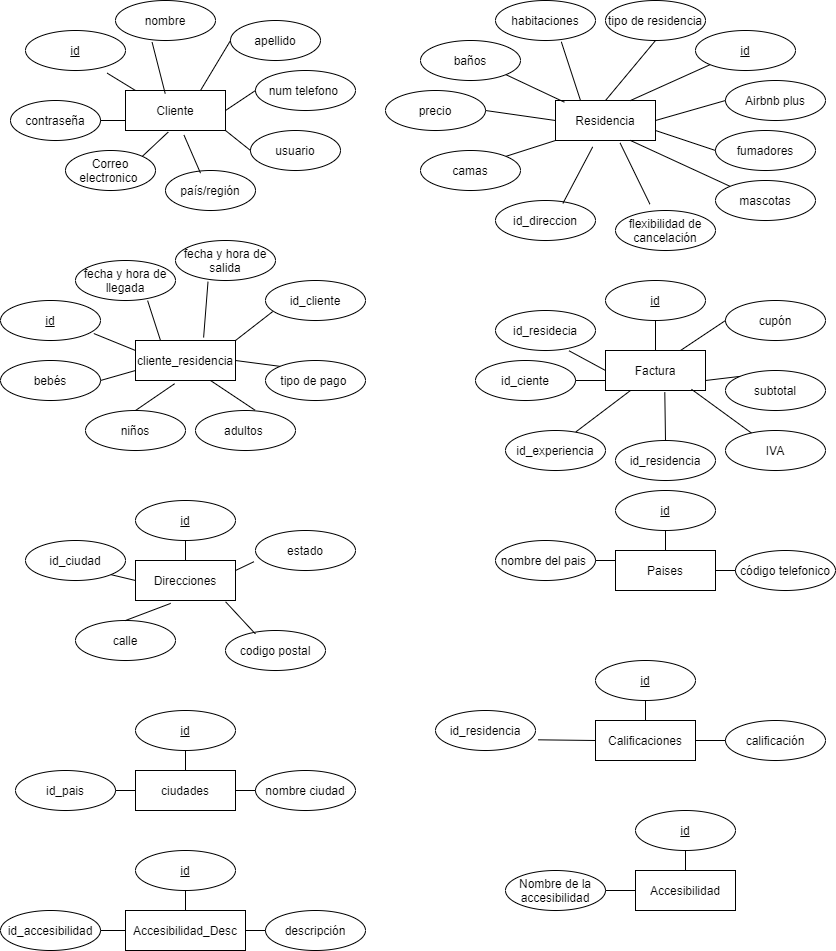 nombre
id
apellido
num telefono
contraseña
Cliente
usuario
Correo
electronico
país/región
habitaciones
tipo de residencia
id
baños
Airbnb plus
precio
Residencia
fumadores
camas
mascotas
id_direccion
flexibilidad de
cancelación
fecha y hora de
salida
fecha y hora de
llegada
id_cliente
id
cliente_residencia
bebés
tipo de pago
niños
adultos
id
id_residecia
cupón
Factura
id_ciente
subtotal
id_experiencia
id_residencia
IVA
id
id_ciudad
estado
Direcciones
calle
codigo postal
id
nombre del pais
Paises
código telefonico
id
id_residencia
Calificaciones
calificación
id
id_pais
ciudades
nombre ciudad
id
Nombre de la
accesibilidad
Accesibilidad
id
id_accesibilidad
Accesibilidad_Desc
descripción